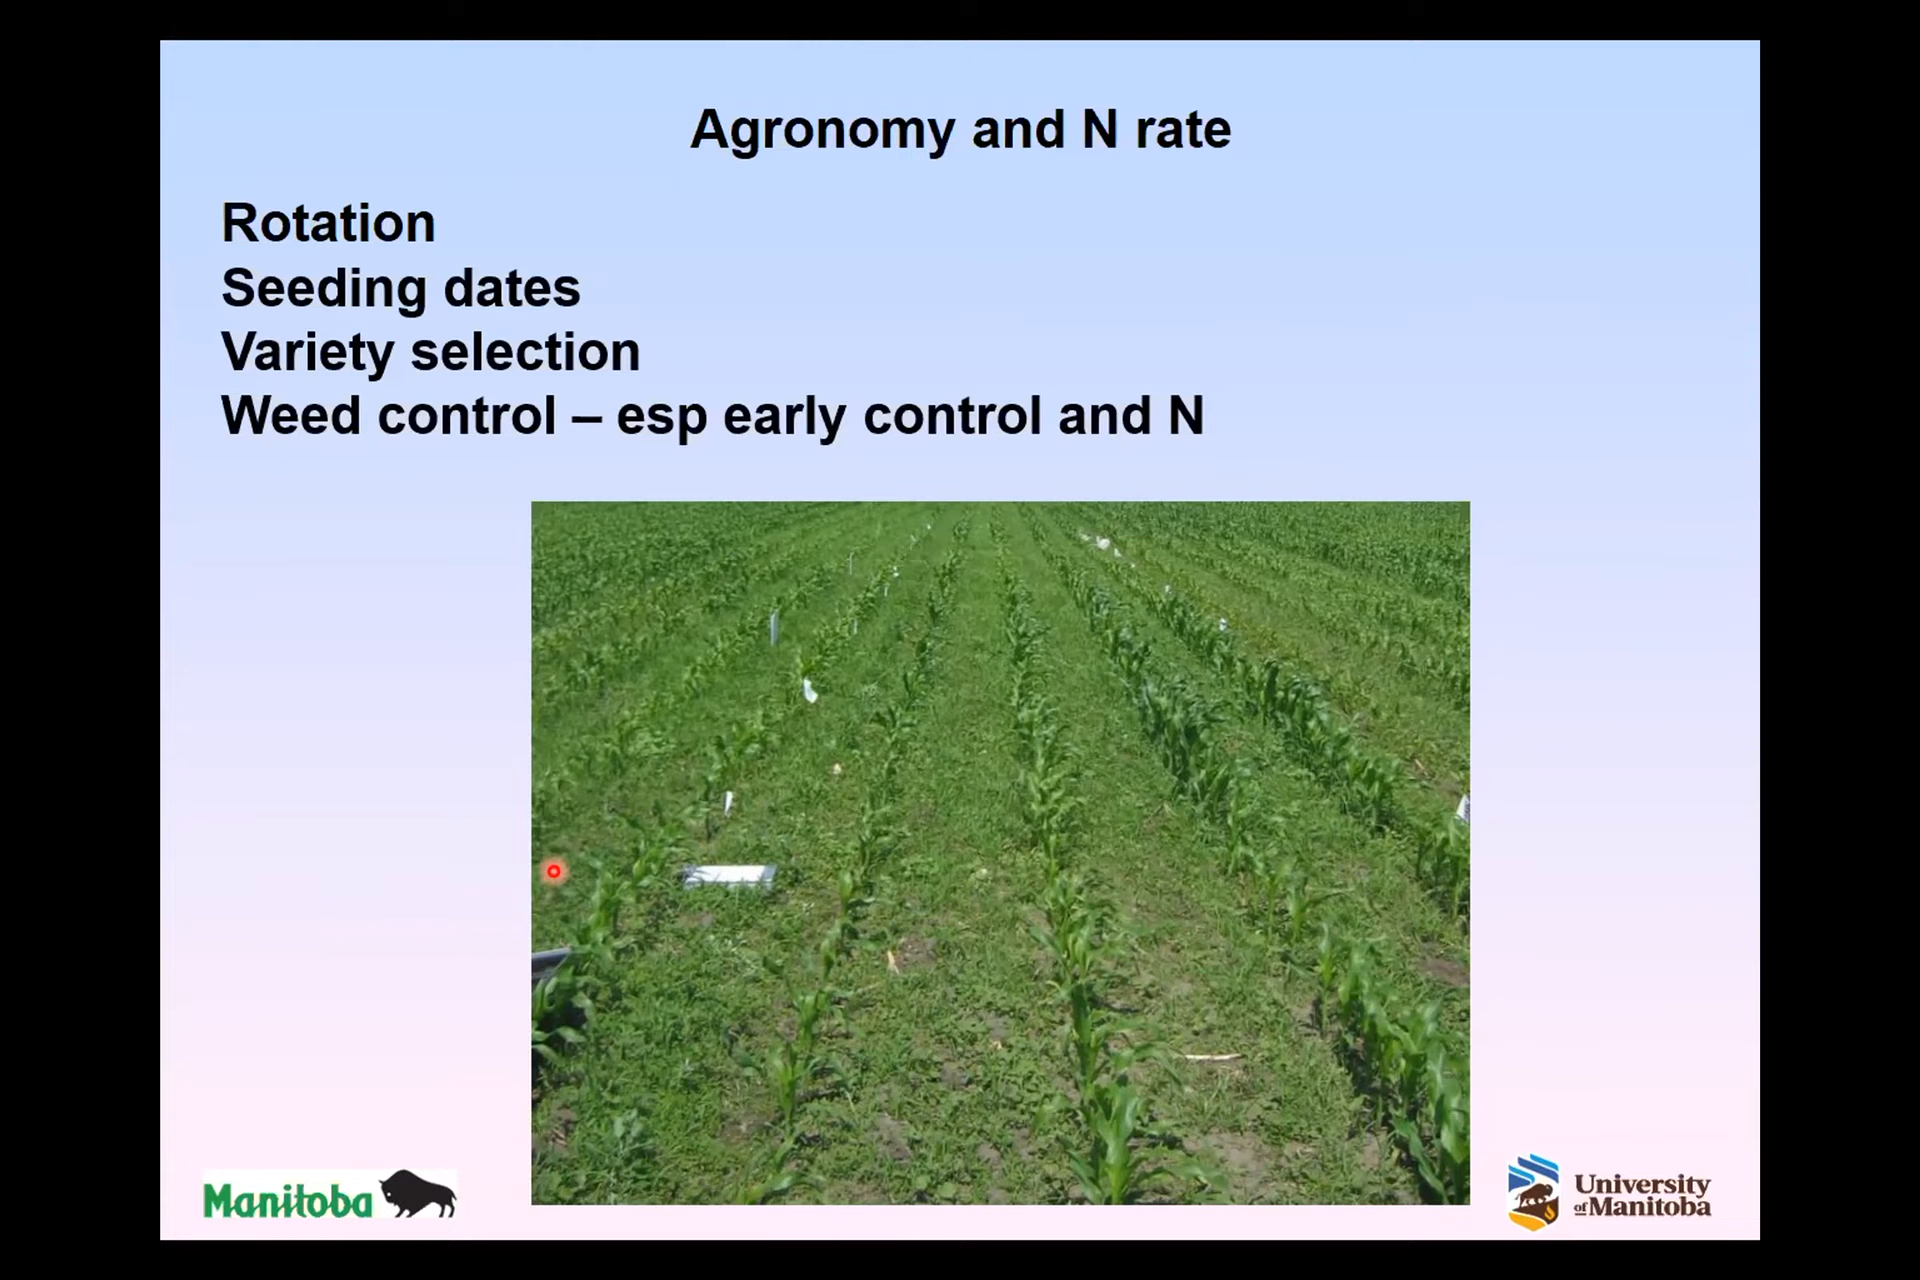 Agronomy and N rate
Rotation
Seeding dates
Variety selection
Weed control – esp early control and N
Manitoba
University
of Manitoba